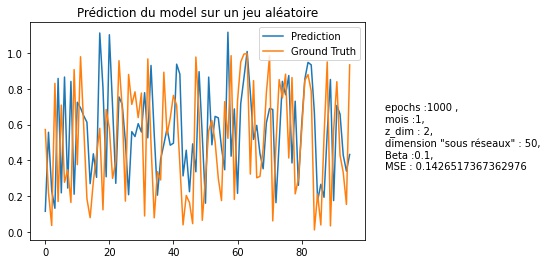 Prédiction du model sur un jeu aléatoire
Prediction
Ground Truth
1.0
0.8
0.6
0.4
0.2
0.0
0
20
40
60
80
epochs :1000 ,
mois :1,
z_dim : 2,
dimension "sous réseaux" : 50,
Beta :0.1,
MSE : 0.1426517367362976